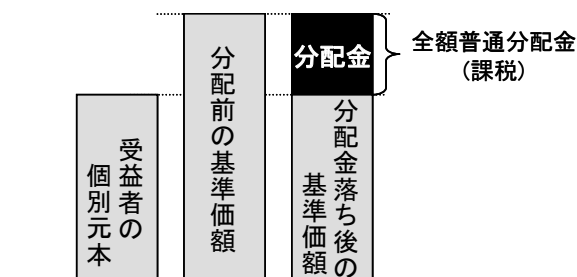 分配金
全額普通分配金
(課税)
受益者の
個別元本
分配前の基準価額
分配金落ち後の
基準価額